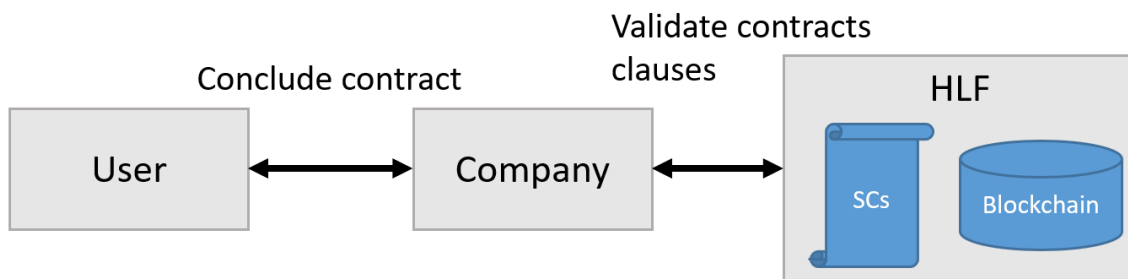 Validate contracts
clauses
Conclude contract
HLF
User
Company
SCs
Blockchain